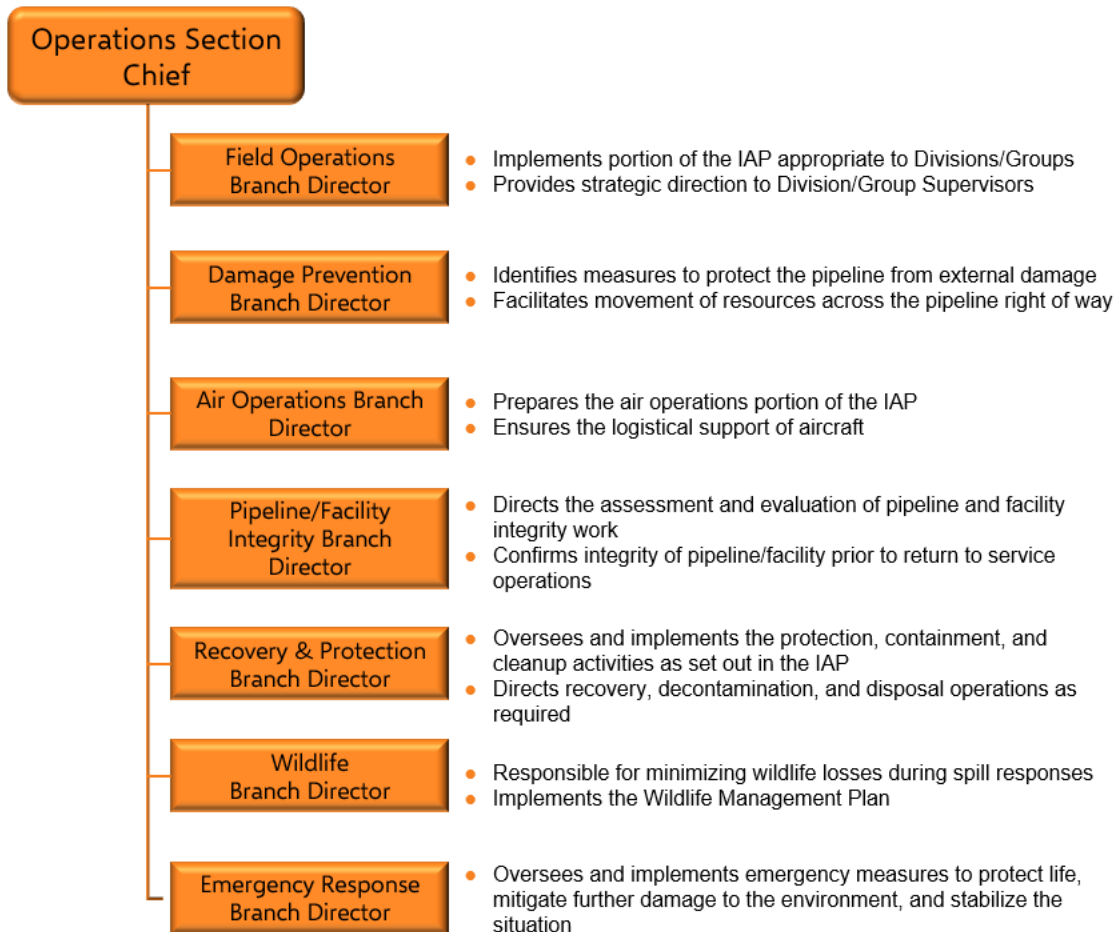 Operations Section
Chief
Field Operations
Branch Director
• Implements portion of the IAP appropriate to Divisions/Groups
• Provides strategic direction to Division/Group Supervisors
Damage Prevention
Branch Director
• Identifies measures to protect the pipeline from external damage
• Facilitates movement of resources across the pipeline right of way
Air Operations Branch
Director
• Prepares the air operations portion of the IAP
• Ensures the logistical support of aircraft
Pipeline/Facility
Integrity Branch
Director
• Directs the assessment and evaluation of pipeline and facility
integrity work
• Confirms integrity of pipeline/facility prior to return to service
operations
Recovery & Protection
Branch Director
• Oversees and implements the protection, containment, and
cleanup activities as set out in the IAP
• Directs recovery, decontamination, and disposal operations as
required
Wildlife
Branch Director
• Responsible for minimizing wildlife losses during spill responses
• Implements the Wildlife Management Plan
Emergency Response
Branch Director
• Oversees and implements emergency measures to protect life,
mitigate further damage to the environment, and stabilize the
situation